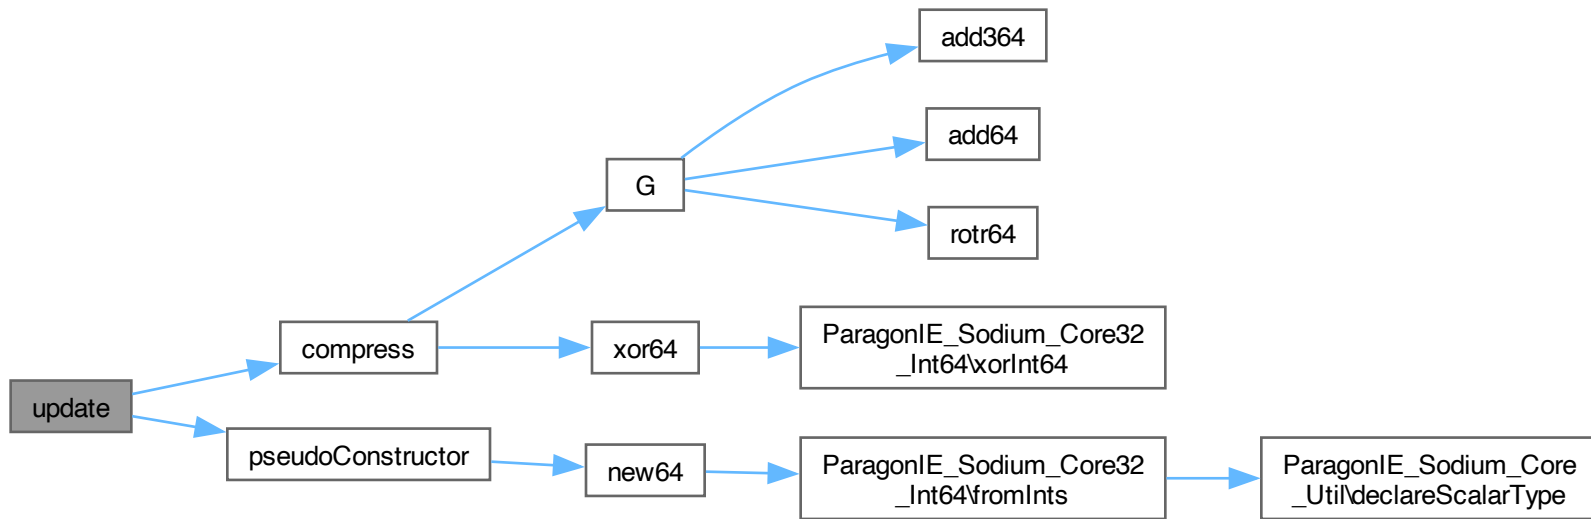 add364
add64
G
rotr64
compress
xor64
ParagonIE_Sodium_Core32
_Int64\xorInt64
update
pseudoConstructor
new64
ParagonIE_Sodium_Core32
_Int64\fromInts
ParagonIE_Sodium_Core
_Util\declareScalarType